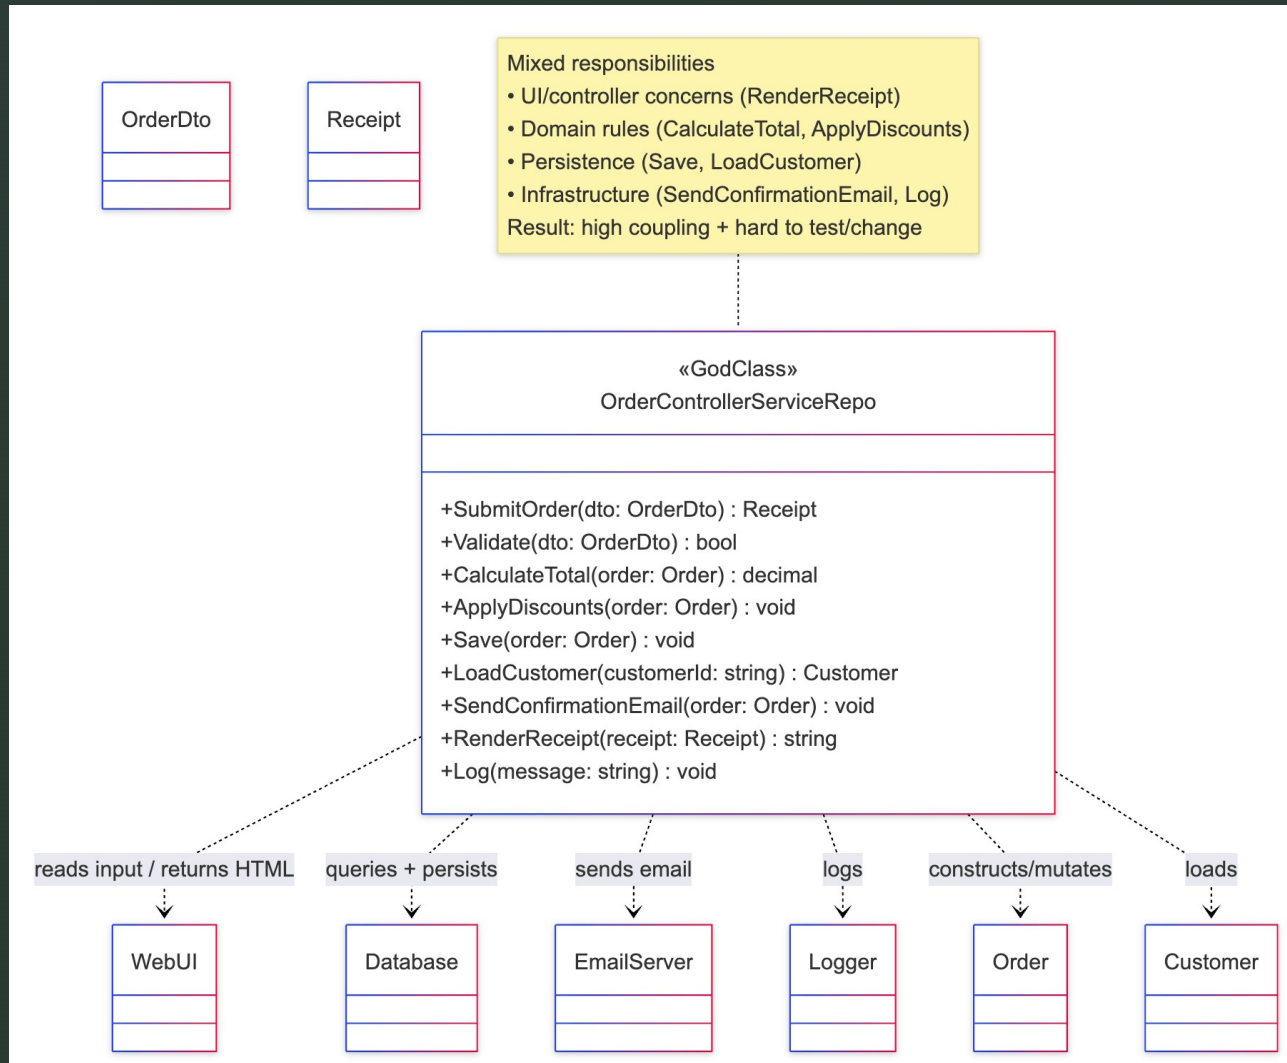 OrderDto
Receipt
Mixed responsibilities
• UI/controller concerns (RenderReceipt)
• Domain rules (CalculateTotal, ApplyDiscounts)
• Persistence (Save, LoadCustomer)
• Infrastructure (SendConfirmationEmail, Log)
Result: high coupling + hard to test/change
«GodClass»
OrderControllerServiceRepo
+SubmitOrder(dto: OrderDto) : Receipt
+Validate(dto: OrderDto) : bool
+CalculateTotal(order: Order) : decimal
+ApplyDiscounts(order: Order) : void
+Save(order: Order) : void
+LoadCustomer(customerId: string) : Customer
+SendConfirmationEmail(order: Order) : void
+RenderReceipt(receipt: Receipt) : string
+Log(message: string) : void
reads input / returns HTML
queries + persists
sends email
logs
constructs/mutates
loads
WebUI
Database
EmailServer
Logger
Order
Customer